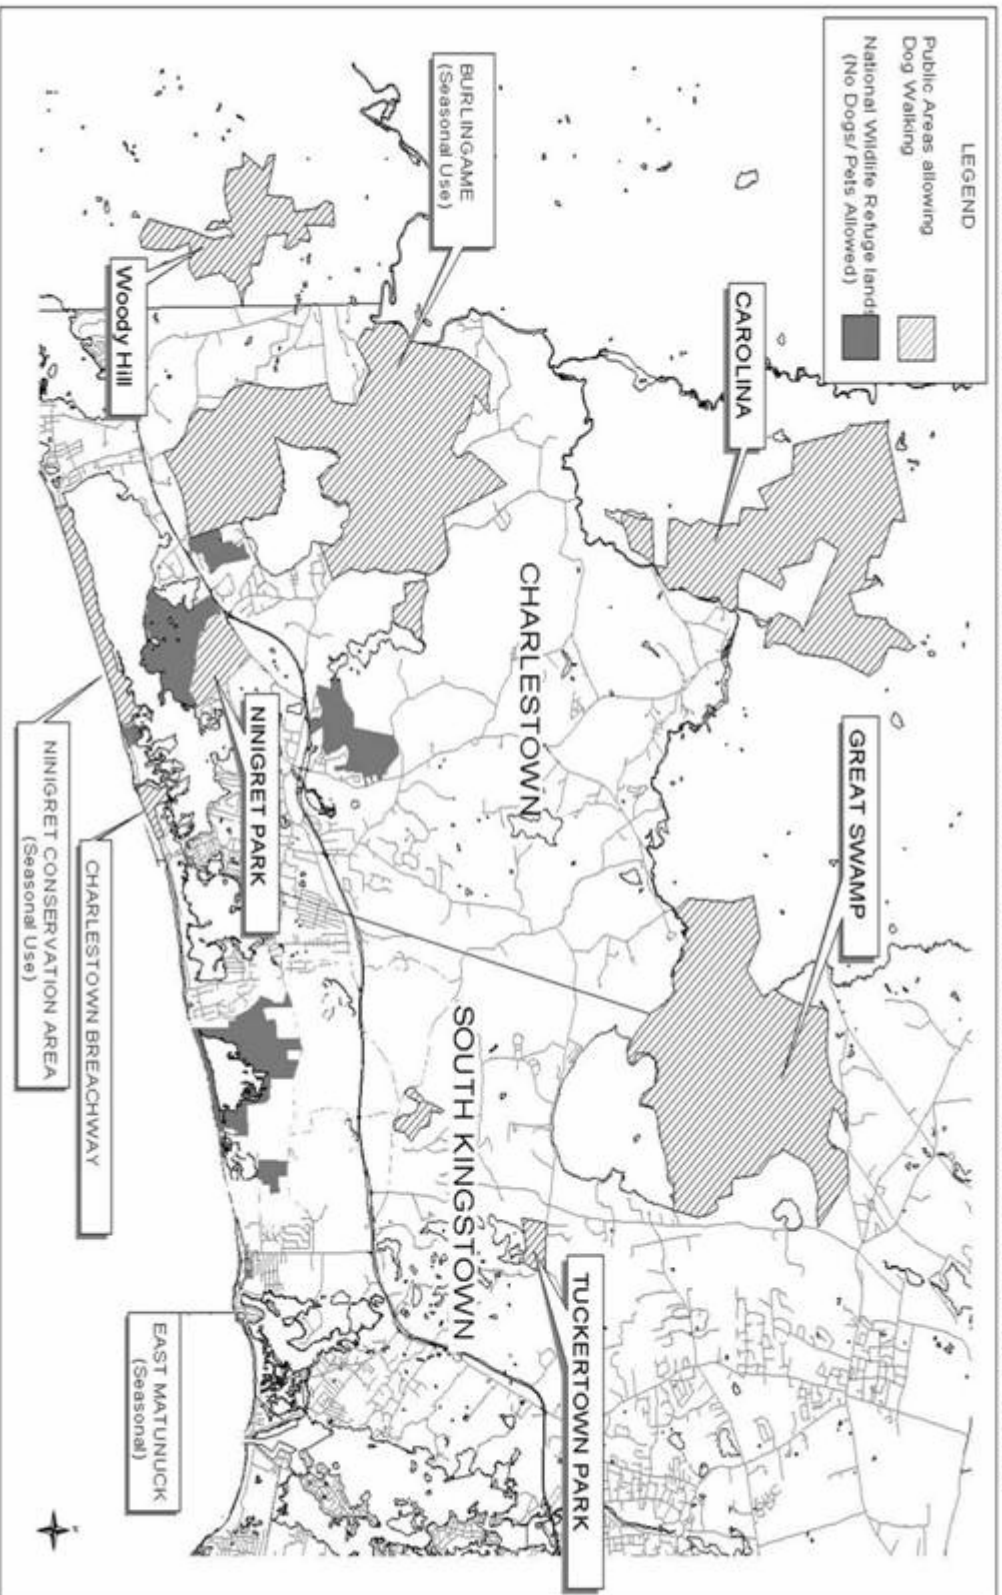 LEGEND
Public Areas allowing
Dog Walking
National Wildlife Refuge lands
(No Dogs/ Pets Allowed)
BURLINGAME
(Seasonal Use)
CAROLINA
Woody Hill
CHARLESTOWN
GREAT SWAMP
NINIGRET PARK
NINIGRET CONSERVATION AREA
(Seasonal Use)
CHARLESTOWN BREACHWAY
SOUTH KINGSTOWN
TUCKERTOWN PARK
EAST MATUNUCK
(Seasonal)